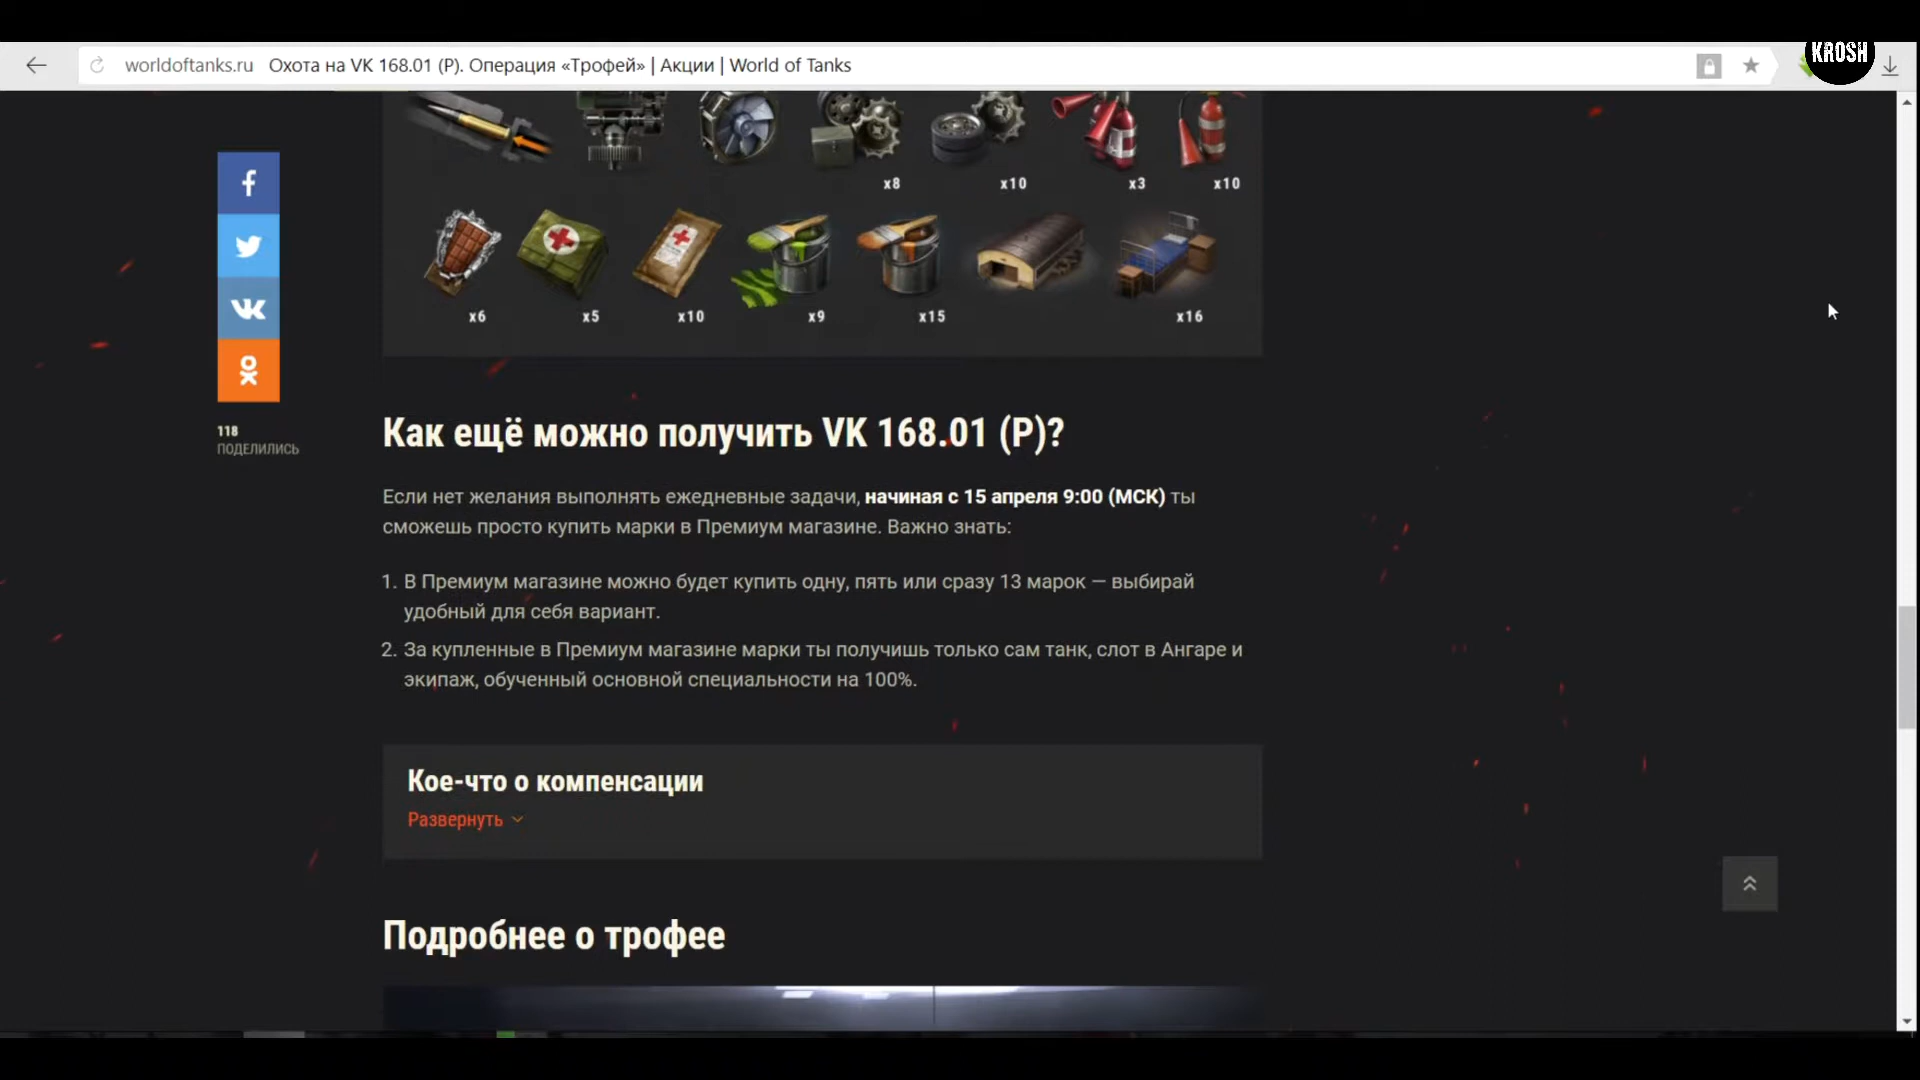 worldoftanks.ru Охота на VK 168.01 (P). Операция «Трофей» | Акции | World of Tanks
KROSH
x8 x10 x3 x10
x6 x5 x10 x9 x15 x16
118
ПОДЕЛИЛИСЬ
Как ещё можно получить VK 168.01 (P)?
Если нет желания выполнять ежедневные задачи, начиная с 15 апреля 9:00 (МСК) ты
сможешь просто купить марки в Премиум магазине. Важно знать:
1. В Премиум магазине можно будет купить одну, пять или сразу 13 марок — выбирай
удобный для себя вариант.
2. За купленные в Премиум магазине марки ты получишь только сам танк, слот в Ангаре и
экипаж, обученный основной специальности на 100%.
Кое-что о компенсации
Развернуть
Подробнее о трофее